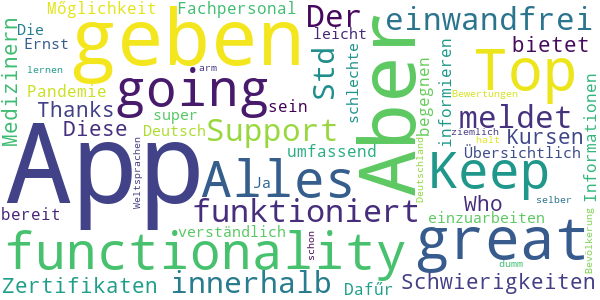 Möglichkeit
Fachpersonal
Der
einwandfrei
Die
geben
leicht
Ernst
Medizinern
lernen
arm
Std
schlechte
Aber
bietet
Top
Pandemie
going
sein
begegnen
informieren
Bewertungen
Informationen
Thanks
super
meldet
Diese
Deutsch
Support
ziemlich
Kursen
App
Weltsprachen
umfassend
halt
Übersichtlich
Alles
Ja
Deutschland
Keep
bereit
funktioniert
Who
selber
verständlich
einzuarbeiten
functionality
schon
great
Bevölkerung
dumm
Zertifikaten
innerhalb
Dafür
Schwierigkeiten